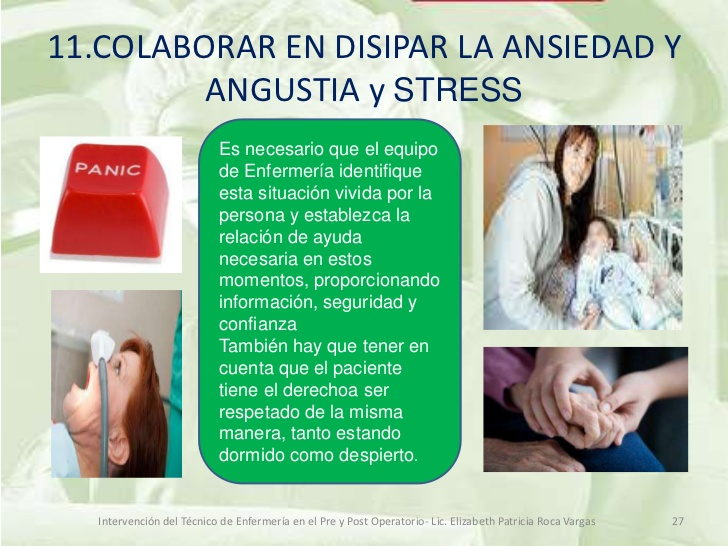 11.COLABORAR EN DISIPAR LA ANSIEDAD Y
ANGUSTIA y STRESS
PANIC
Es necesario que el equipo
de Enfermería identifique
esta situación vivida por la
persona y establezca la
relación de ayuda
necesaria en estos
momentos, proporcionando
información, seguridad y
confianza
También hay que tener en
cuenta que el paciente
tiene el derechoa ser
respetado de la misma
manera, tanto estando
dormido como despierto.
Intervención del Técnico de Enfermería en el Pre y Post Operatorio- Lic. Elizabeth Patricia Roca Vargas
27